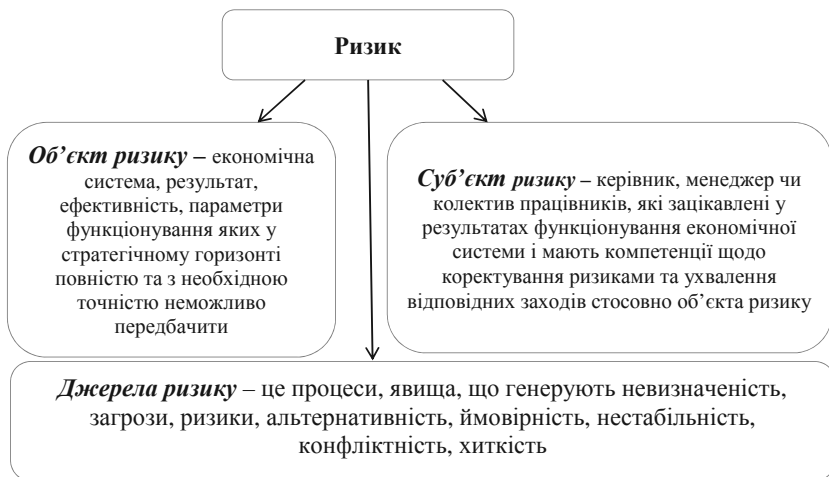 Ризик
Об’єкт ризику – економічна
система, результат,
ефективність, параметри
функціонування яких у
стратегічному горизонті
повністю та з необхідною
точністю неможливо
передбачити
Суб’єкт ризику – керівник, менеджер чи
колектив працівників, які зацікавлені у
результатах функціонування економічної
системи і мають компетенції щодо
коректування ризиками та ухвалення
відповідних заходів стосовно об’єкта ризику
Джерела ризику – це процеси, явища, що генерують невизначеність,
загрози, ризики, альтернативність, ймовірність, нестабільність,
конфліктність, хиткість